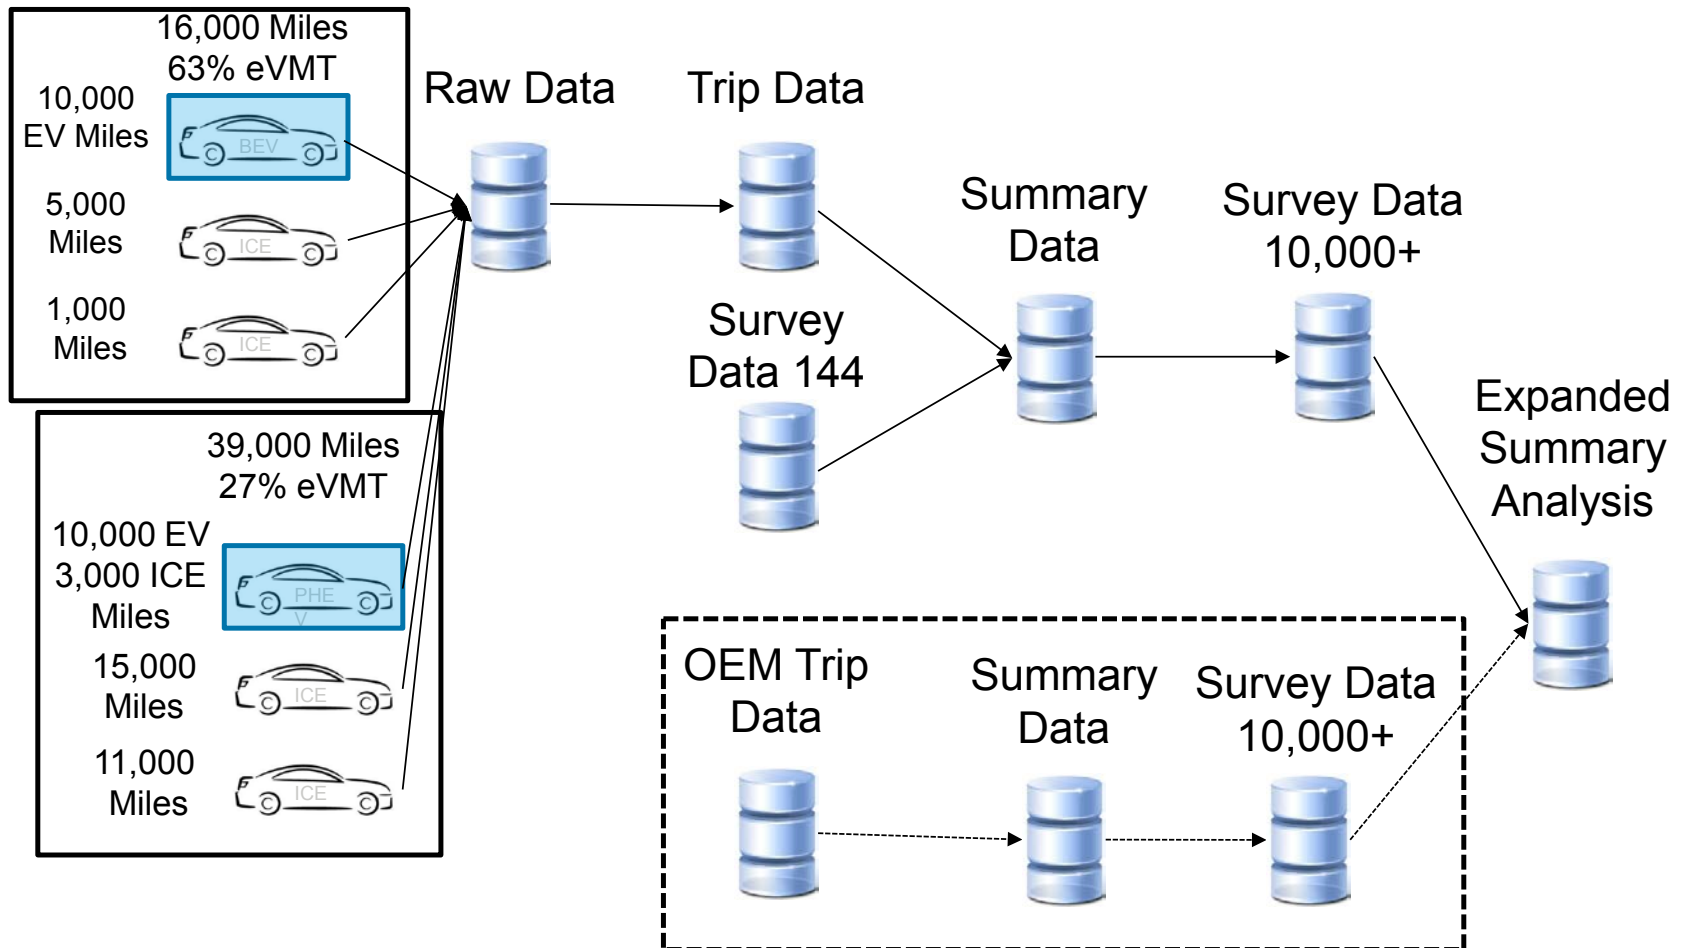 16,000 Miles
63% eVMT
10,000
EV Miles
BEV
5,000
Miles
ICE
1,000
Miles
ICE
39,000 Miles
27% eVMT
10,000 EV
3,000 ICE
Miles
PHE
V
15,000
Miles
ICE
11,000
Miles
ICE
Raw Data
Trip Data
Survey
Data 144
Summary
Data
Survey Data
10,000+
Expanded
Summary
Analysis
OEM Trip
Data
Summary
Data
Survey Data
10,000+